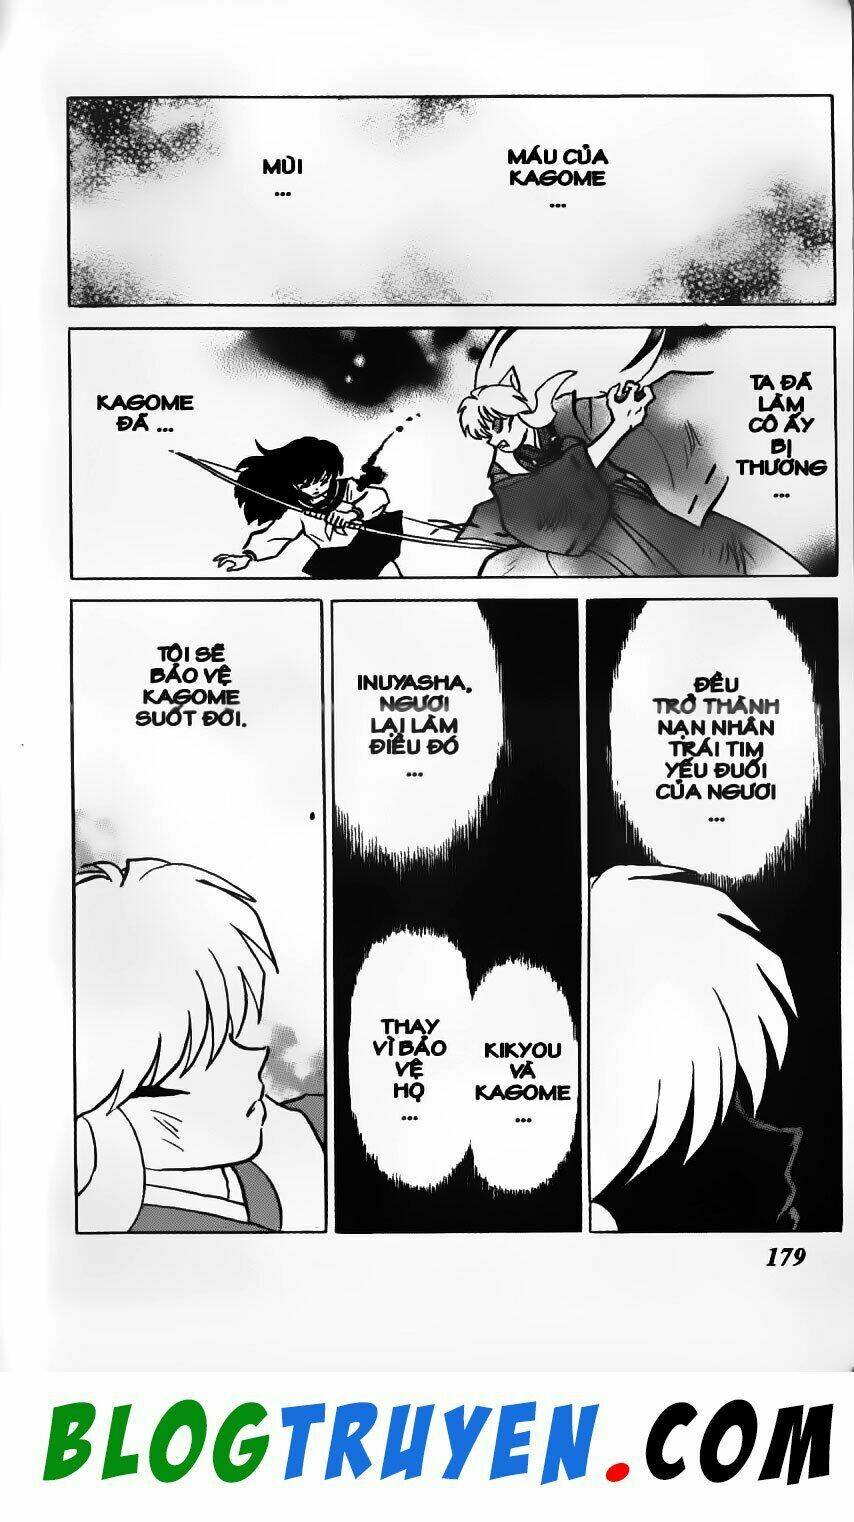 MÁU CỦA
KAGOME
...
MÙI
...
TA ĐÃ
LÀM
CÔ ẤY
BỊ
THƯƠNG
...
KAGOME
ĐÃ ...
ĐỀU
TRỞ THÀNH
NẠN NHÂN
TRÁI TIM
YẾU ĐUỐI
CỦA NGƯƠI
...
INUYASHA,
NGƯƠI
LẠI LÀM
ĐIỀU ĐÓ
...
KIKYOU
VÀ
KAGOME
...
THAY
VÌ BẢO
VỆ
HỌ
...
TÔI SẼ
BẢO VỆ
KAGOME
SUỐT ĐỜI.
179
BLOGTRUYEN.COM